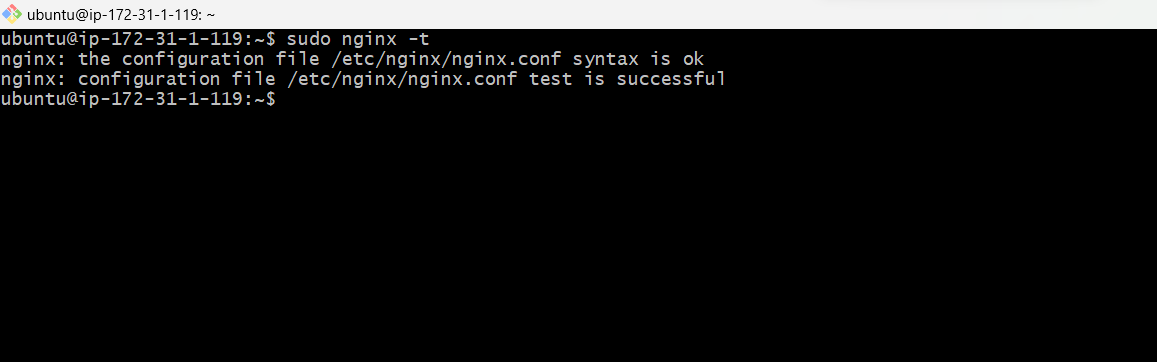 ubuntu@ip-172-31-1-119: ~
ubuntu@ip-172-31-1-119:~$ sudo nginx -t
nginx: the configuration file /etc/nginx/nginx.conf syntax is ok
nginx: configuration file /etc/nginx/nginx.conf test is successful
ubuntu@ip-172-31-1-119:~$